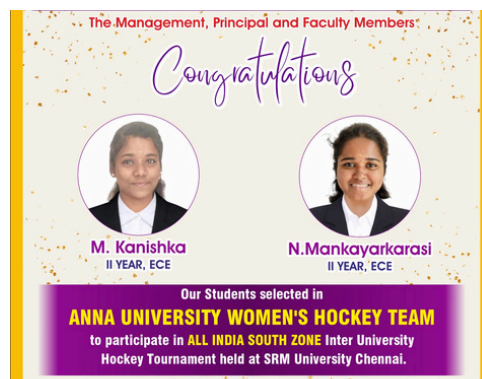 The Management, Principal and Faculty Members
Congratulations
M. Kanishka
II YEAR, ECE
N.Mankayarkarasi
II YEAR, ECE
Our Students selected in
ANNA UNIVERSITY WOMEN'S HOCKEY TEAM
to participate in ALL INDIA SOUTH ZONE Inter University
Hockey Tournament held at SRM University Chennai.